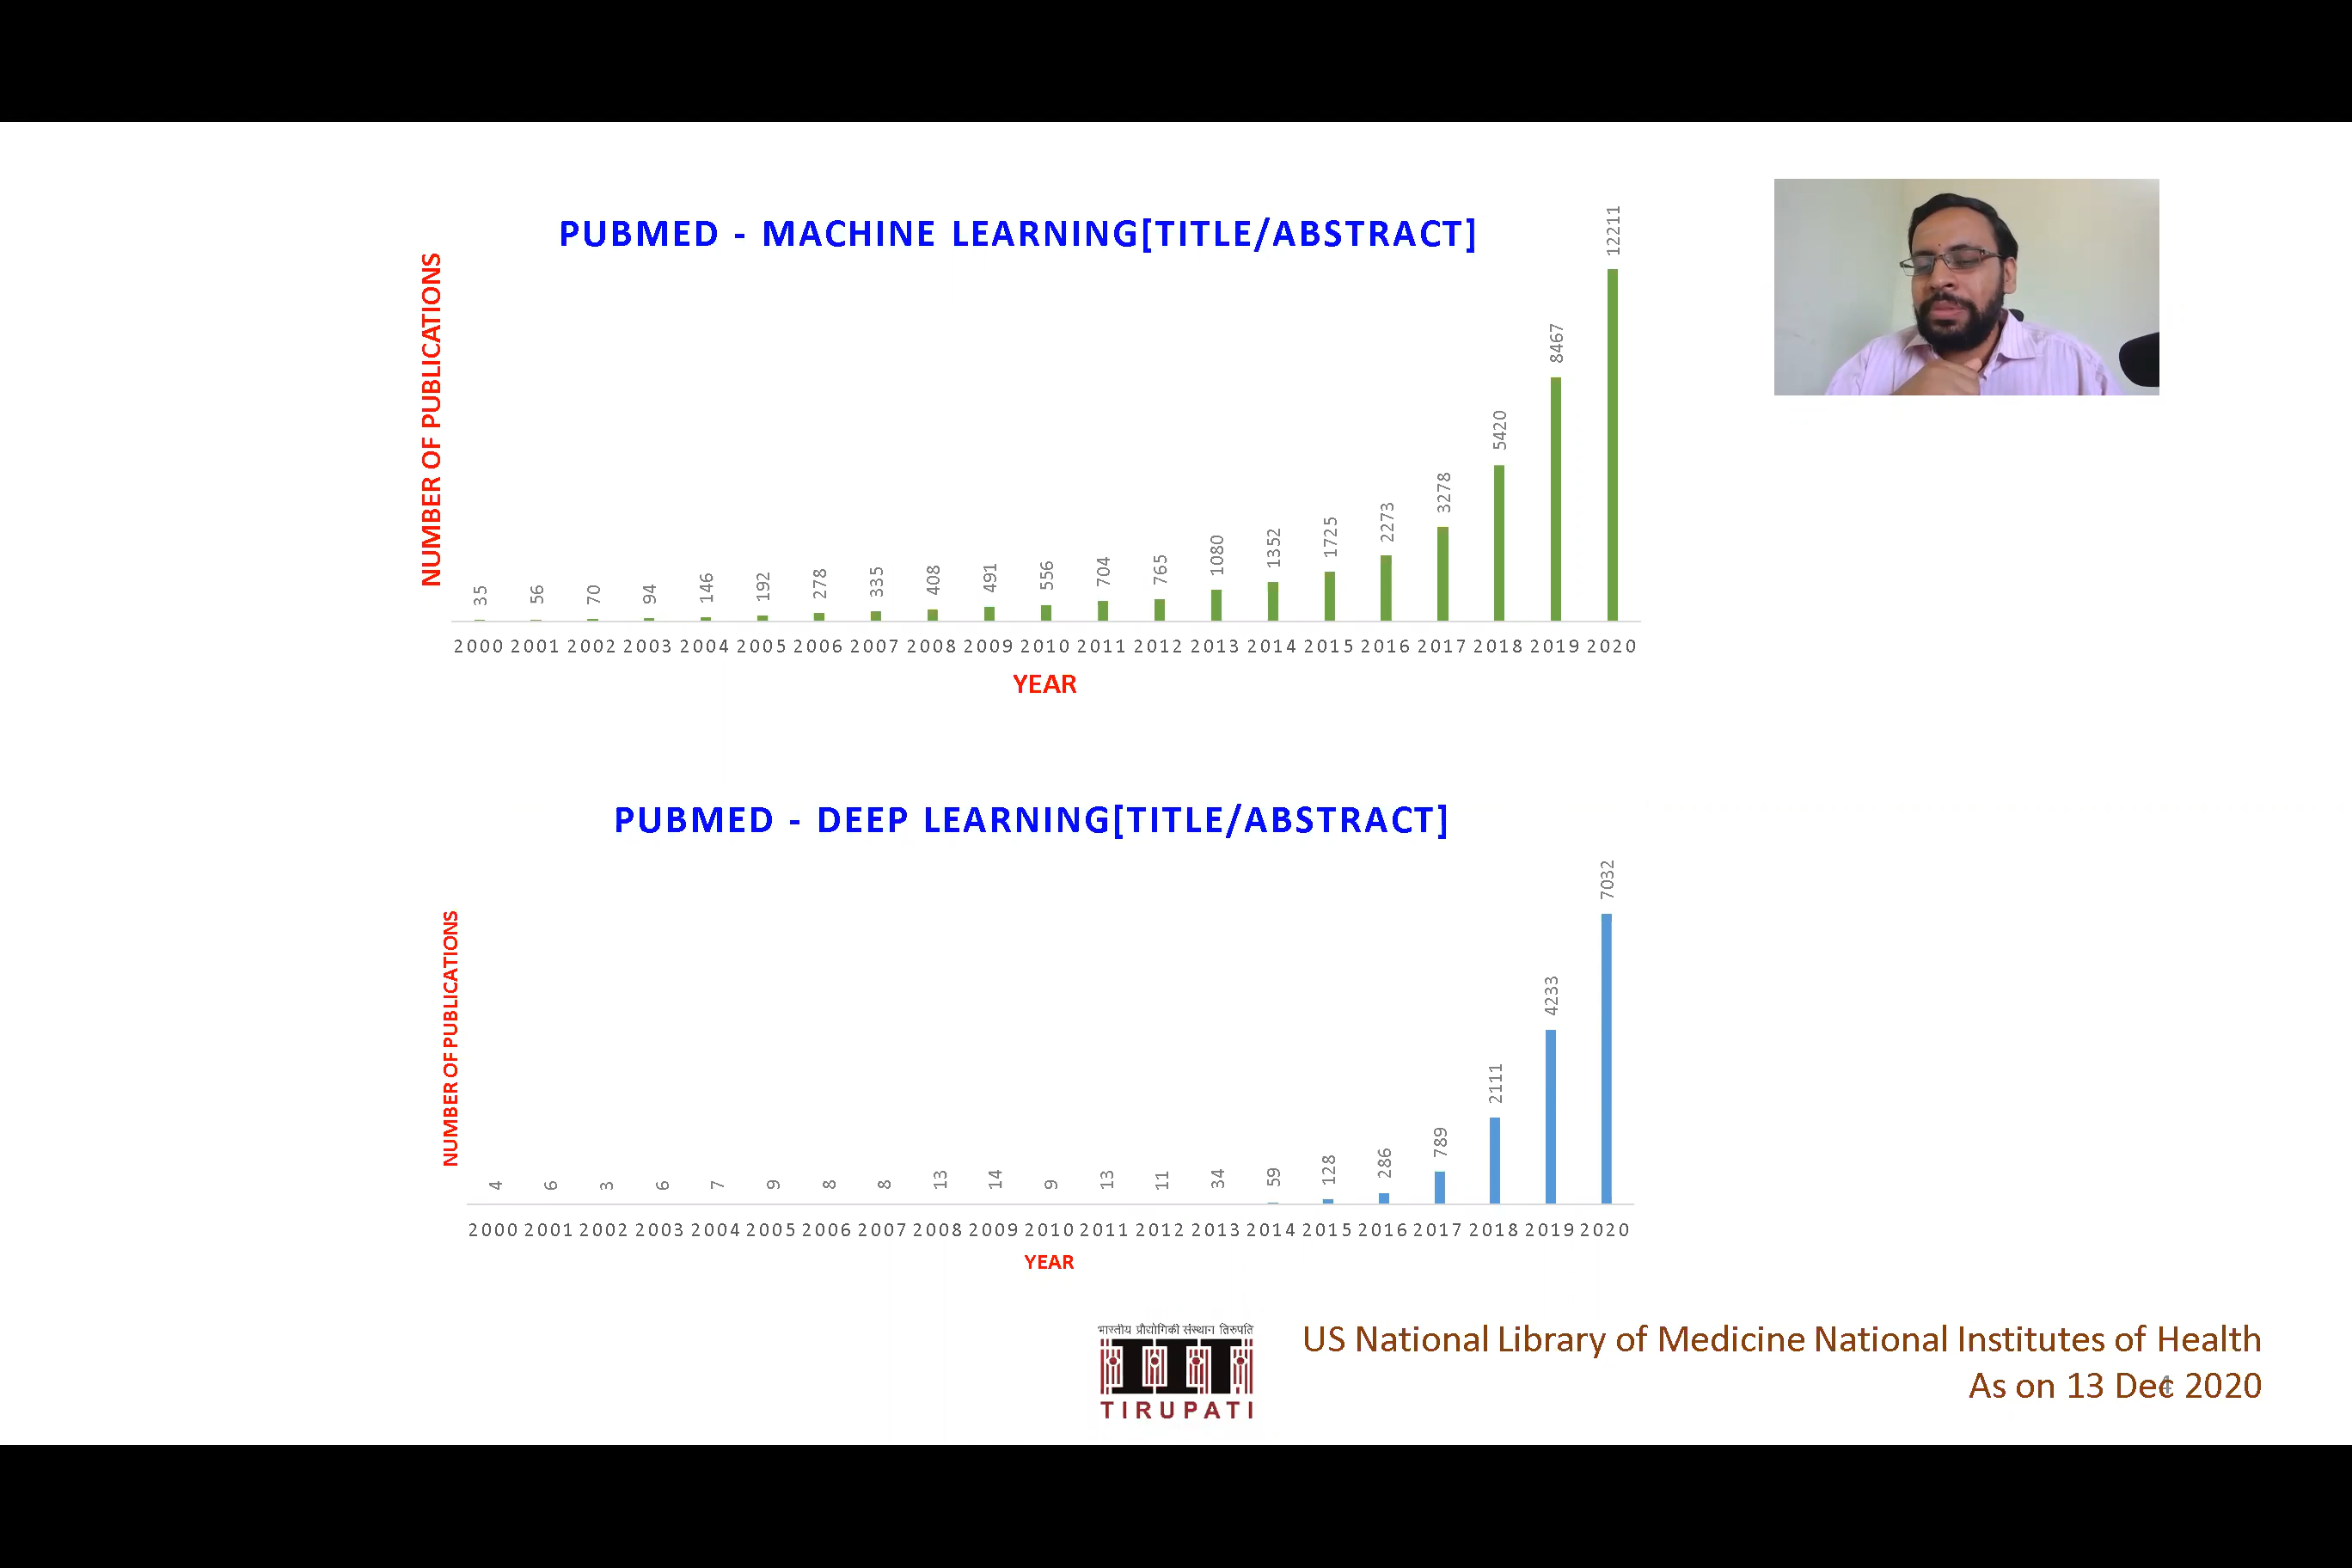 PUBMED - MACHINE LEARNING[TITLE/ABSTRACT]
NUMBER OF PUBLICATIONS
35 56 70 94 146 192 278 335 408 491 556 704 765 1080 1352 1725 2273 3278 5420 8467 12211
2000 2001 2002 2003 2004 2005 2006 2007 2008 2009 2010 2011 2012 2013 2014 2015 2016 2017 2018 2019 2020
YEAR
PUBMED - DEEP LEARNING[TITLE/ABSTRACT]
NUMBER OF PUBLICATIONS
4 6 3 6 7 9 8 8 13 14 9 13 11 34 59 128 286 789 2111 4233 7032
2000 2001 2002 2003 2004 2005 2006 2007 2008 2009 2010 2011 2012 2013 2014 2015 2016 2017 2018 2019 2020
YEAR
भारतीय प्रौद्योगिकी संस्थान तिरुपति
IIT
TIRUPATI
US National Library of Medicine National Institutes of Health
As on 13 Dec 2020
4